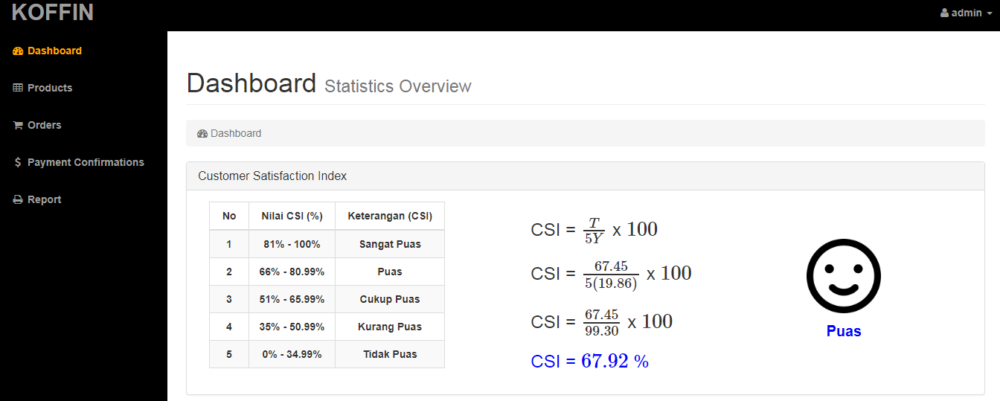 KOFFIN
admin
Dashboard
Products
Orders
Payment Confirmations
Report
Dashboard Statistics Overview
Dashboard
Customer Satisfaction Index
No Nilai CSI (%) Keterangan (CSI)
1 81% - 100% Sangat Puas
2 66% - 80.99% Puas
3 51% - 65.99% Cukup Puas
4 35% - 50.99% Kurang Puas
5 0% - 34.99% Tidak Puas
CSI = T/5Y x 100
CSI = 67.45/5(19.86) x 100
CSI = 67.45/99.30 x 100
CSI = 67.92 %
Puas